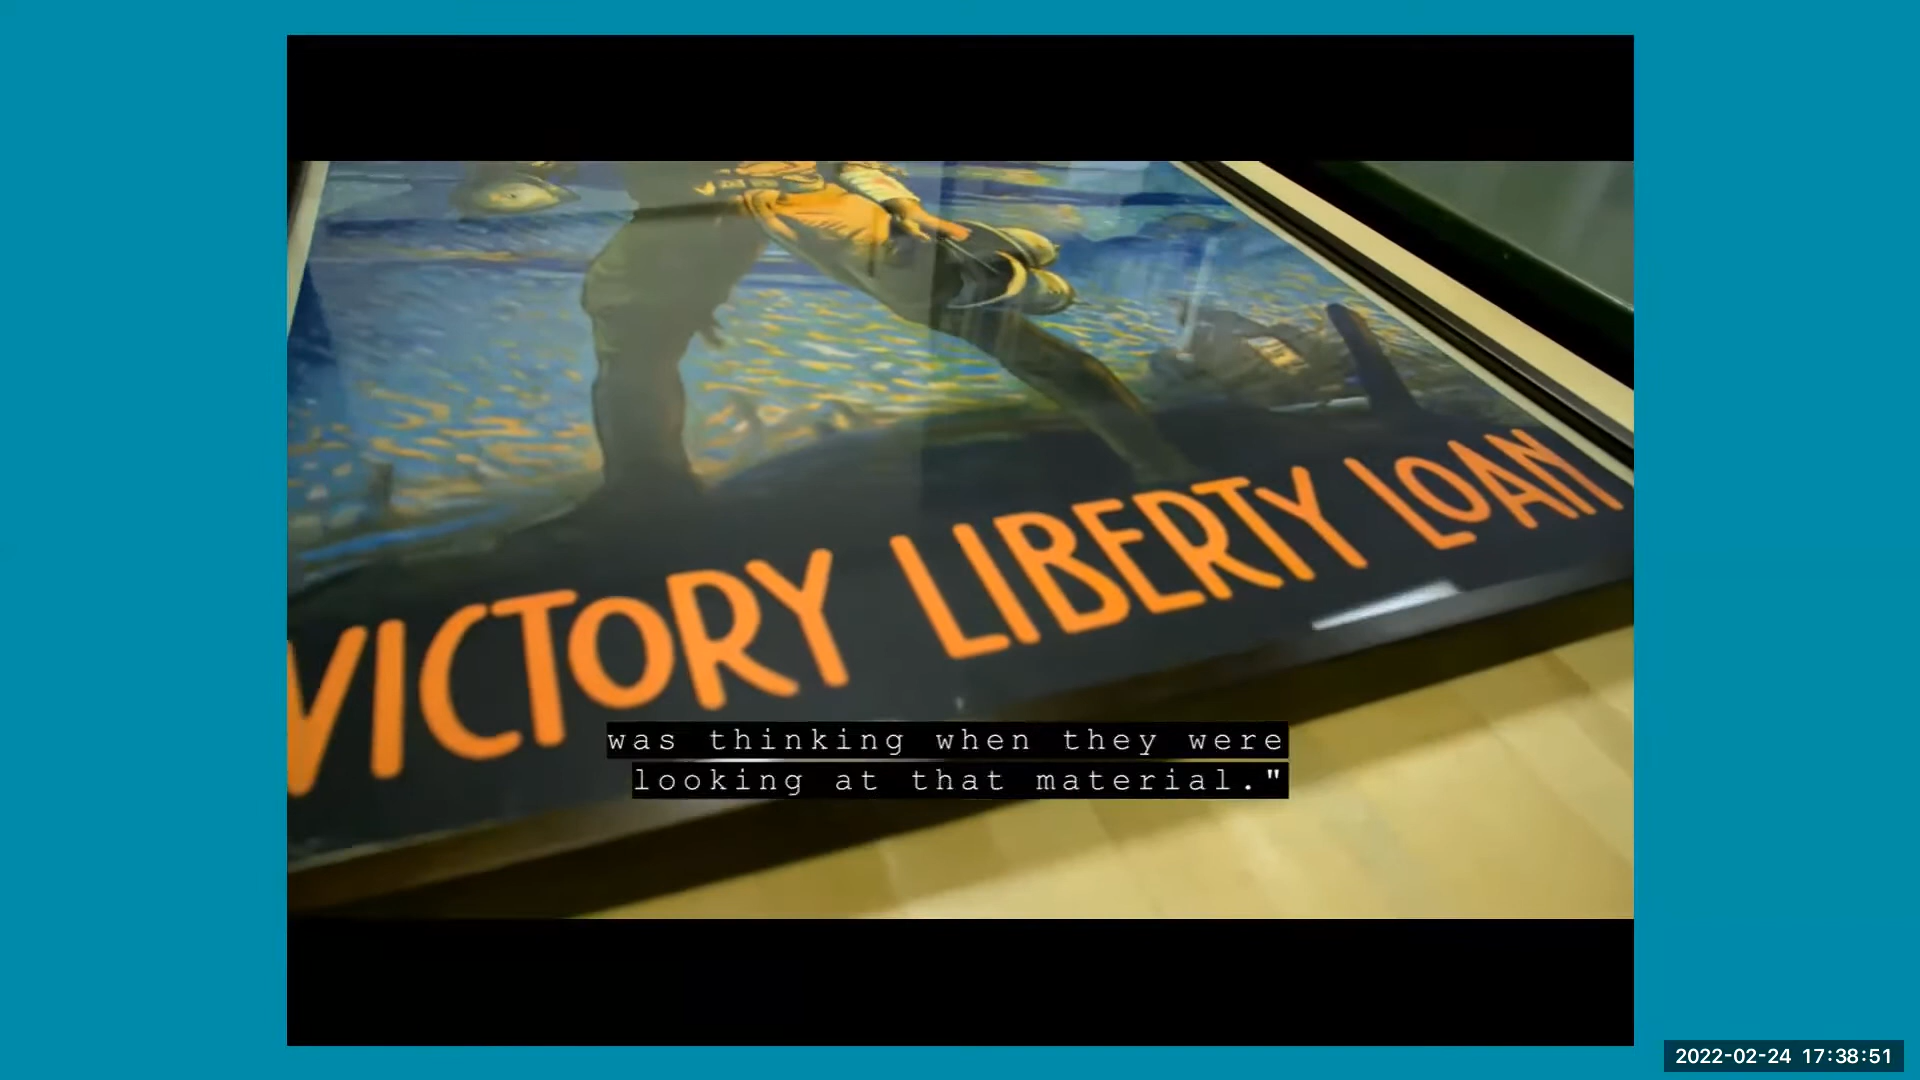 VICTORY LIBERTY LOAN
was thinking when they were
looking at that material."
2022-02-24 17:38:51